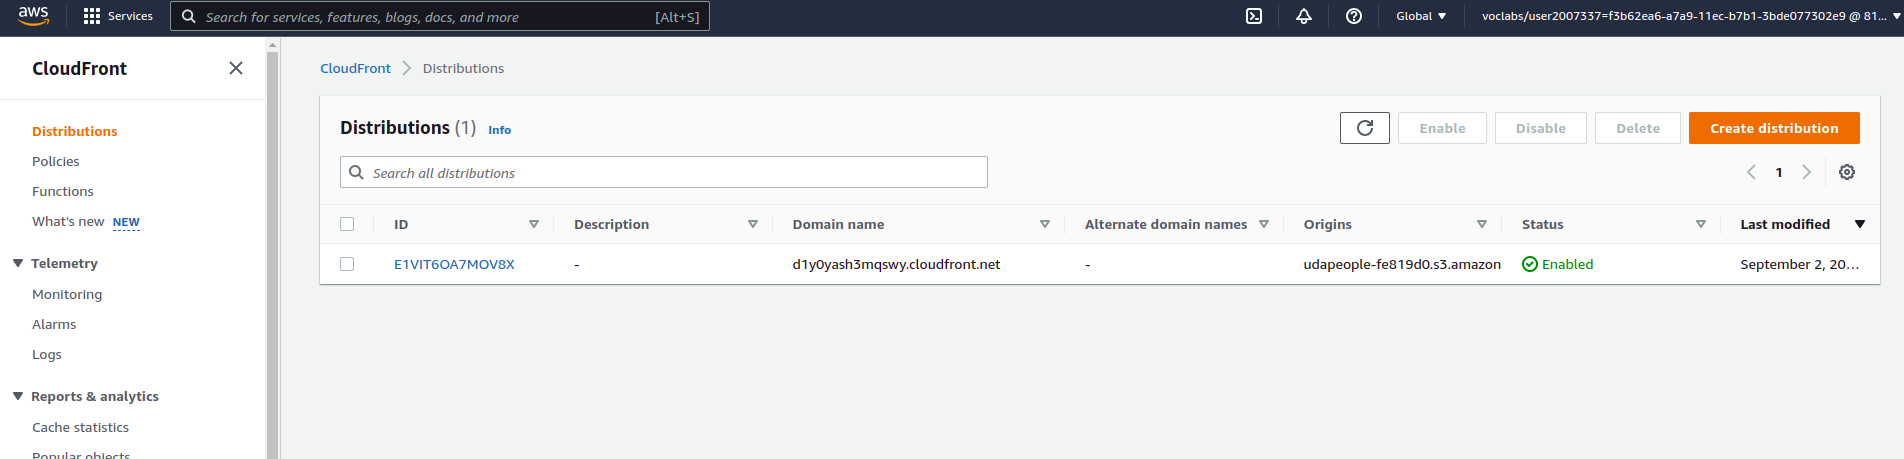 aws
Services
Search for services, features, blogs, docs, and more
[Alt+S]
Global
voclabs/user2007337=f3b62ea6-a7a9-11ec-b7b1-3bde077302e9 @ 81...
CloudFront
Distributions
Policies
Functions
What's new NEW
Telemetry
Monitoring
Alarms
Logs
Reports & analytics
Cache statistics
Popular objects
CloudFront
Distributions
Distributions (1) Info
Enable
Disable
Delete
Create distribution
Search all distributions
1
ID Description Domain name Alternate domain names Origins Status Last modified
E1VIT6OA7MOV8X - d1y0yash3mqswy.cloudfront.net - udapeople-fe819d0.s3.amazon Enabled September 2, 20...